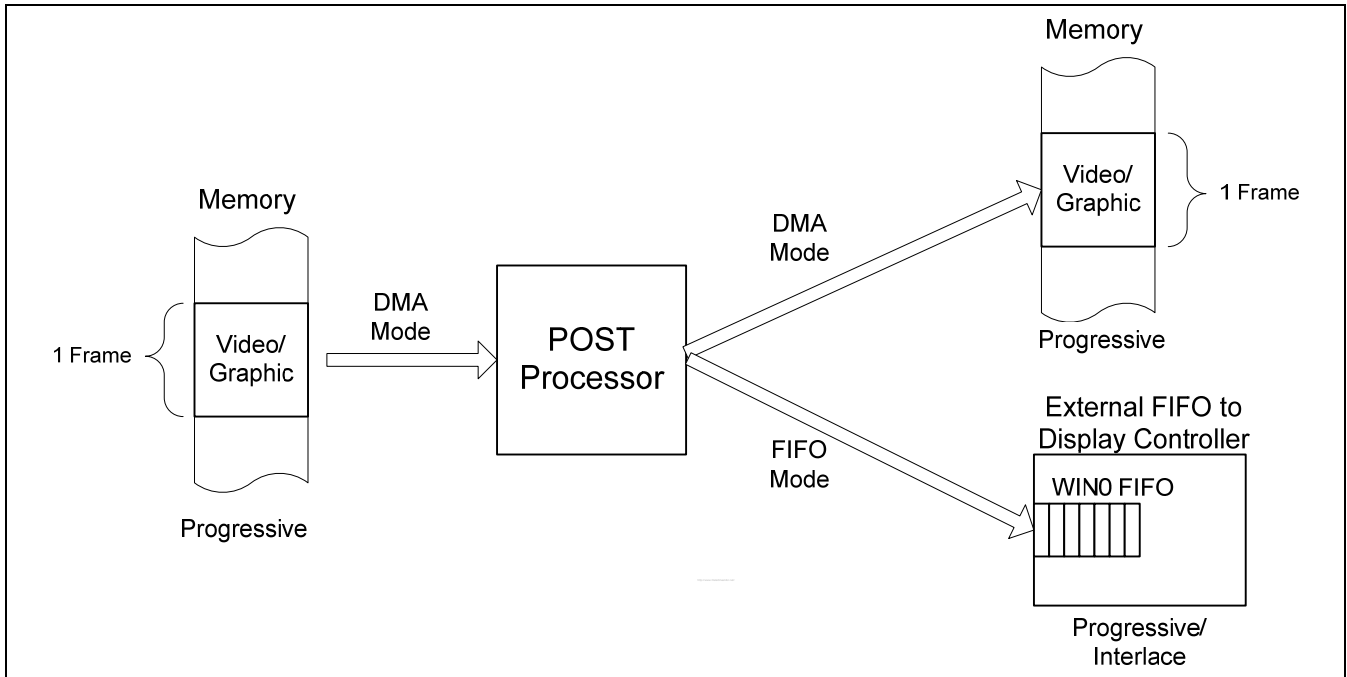 Memory
Video/
Graphic
1 Frame
Progressive
DMA
Mode
POST
Processor
DMA
Mode
FIFO
Mode
Memory
Video/
Graphic
1 Frame
Progressive
External FIFO to
Display Controller
WIN0 FIFO
Progressive/
Interlace